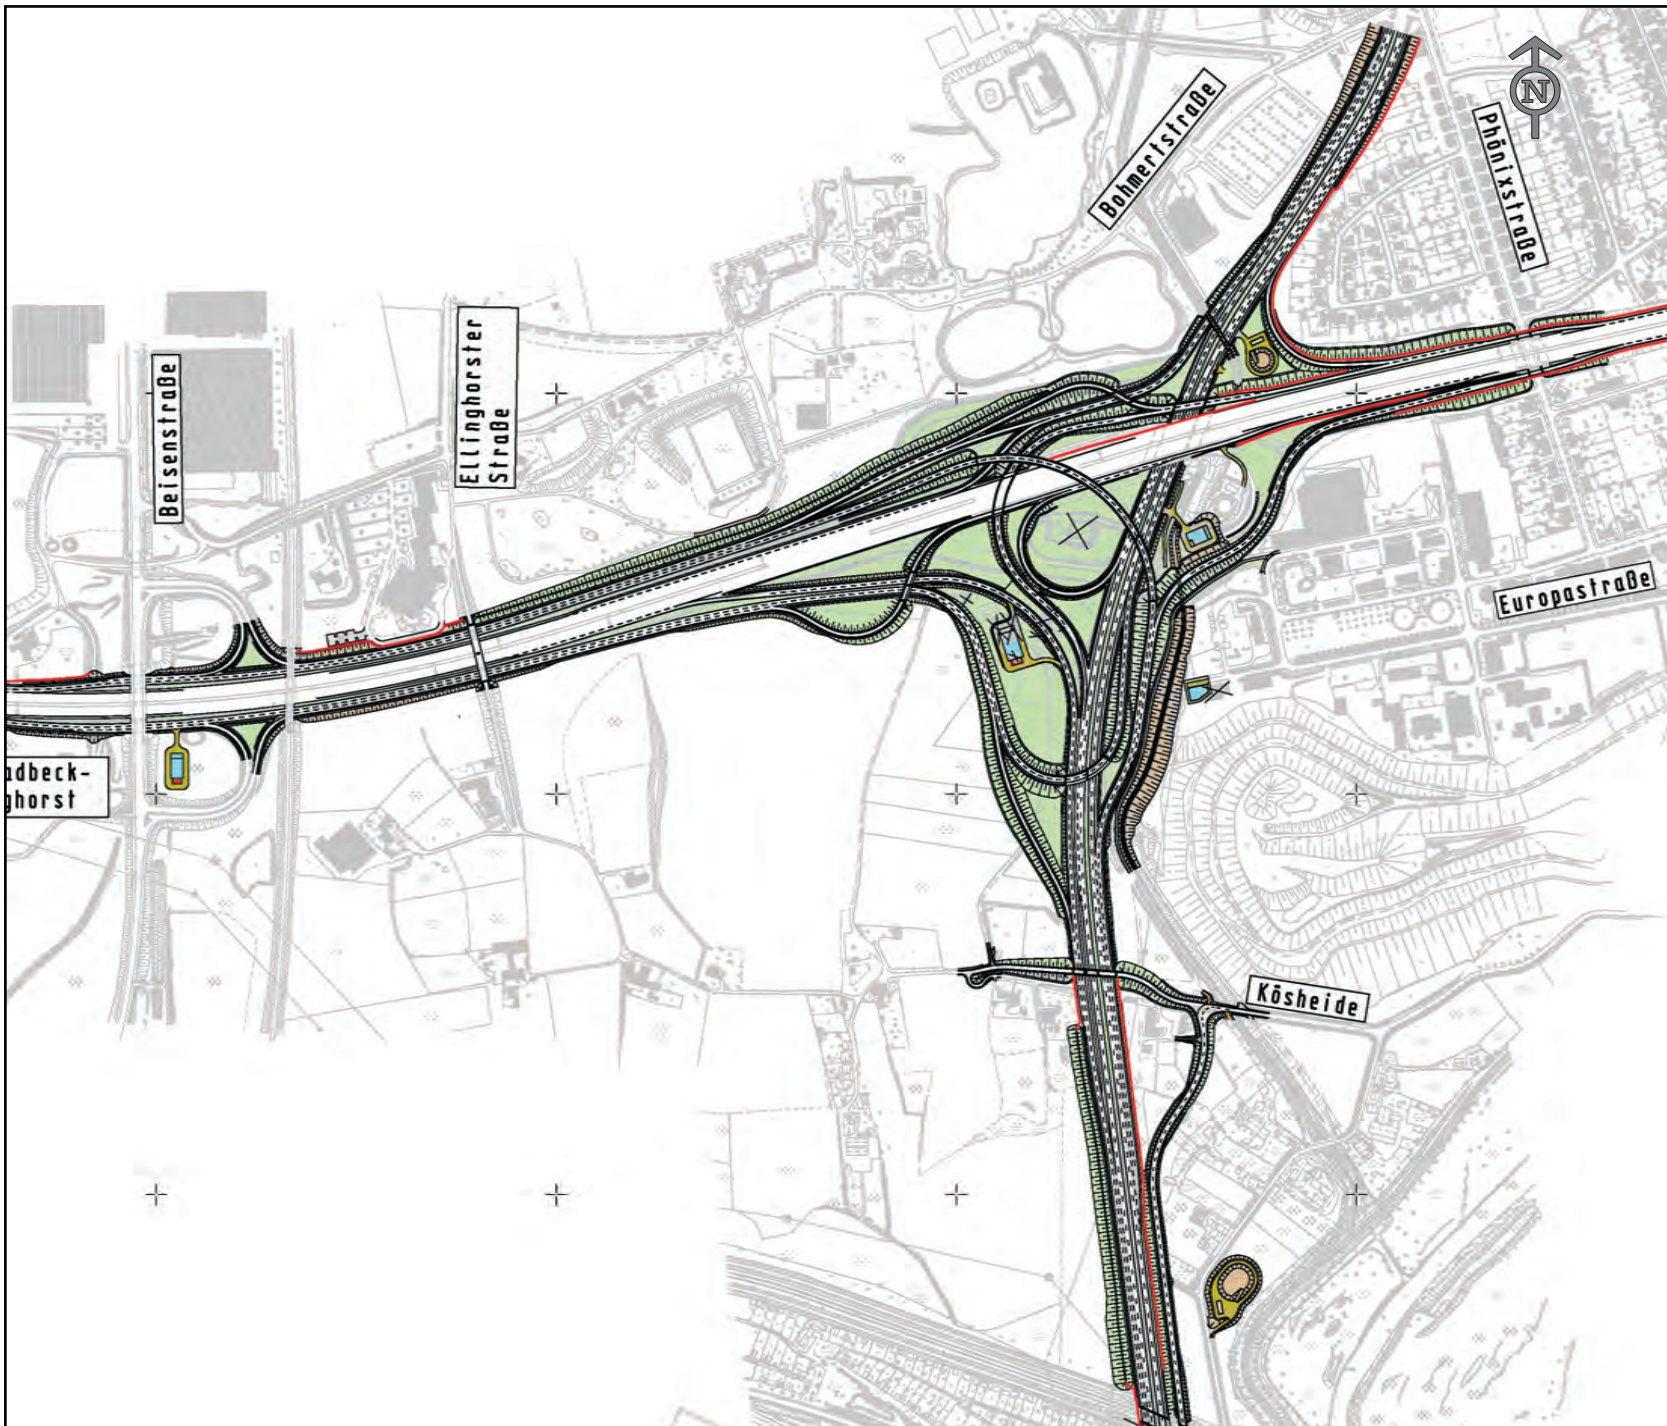 N
Bohmertstraße
Phönixstraße
Beisenstraße
Ellinghorster
Straße
Europastraße
adbeck-
ghorst
Kösheide